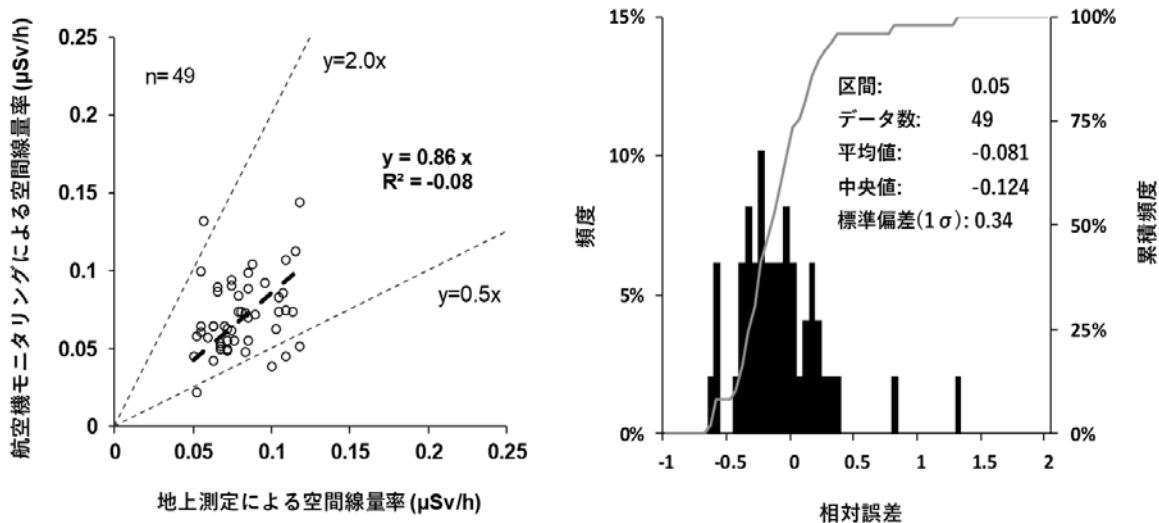 航空機モニタリングによる空間線量率 (μSv/h)
0.25
0.2
0.15
0.1
0.05
0
n= 49
y=2.0x
y = 0.86 x
R² = -0.08
y=0.5x
0 0.05 0.1 0.15 0.2 0.25
地上測定による空間線量率 (μSv/h)
頻度
15%
10%
5%
0%
区間: 0.05
データ数: 49
平均値: -0.081
中央値: -0.124
標準偏差(1σ): 0.34
100%
75%
50%
25%
0%
累積頻度
-1 -0.5 0 0.5 1 1.5 2
相対誤差